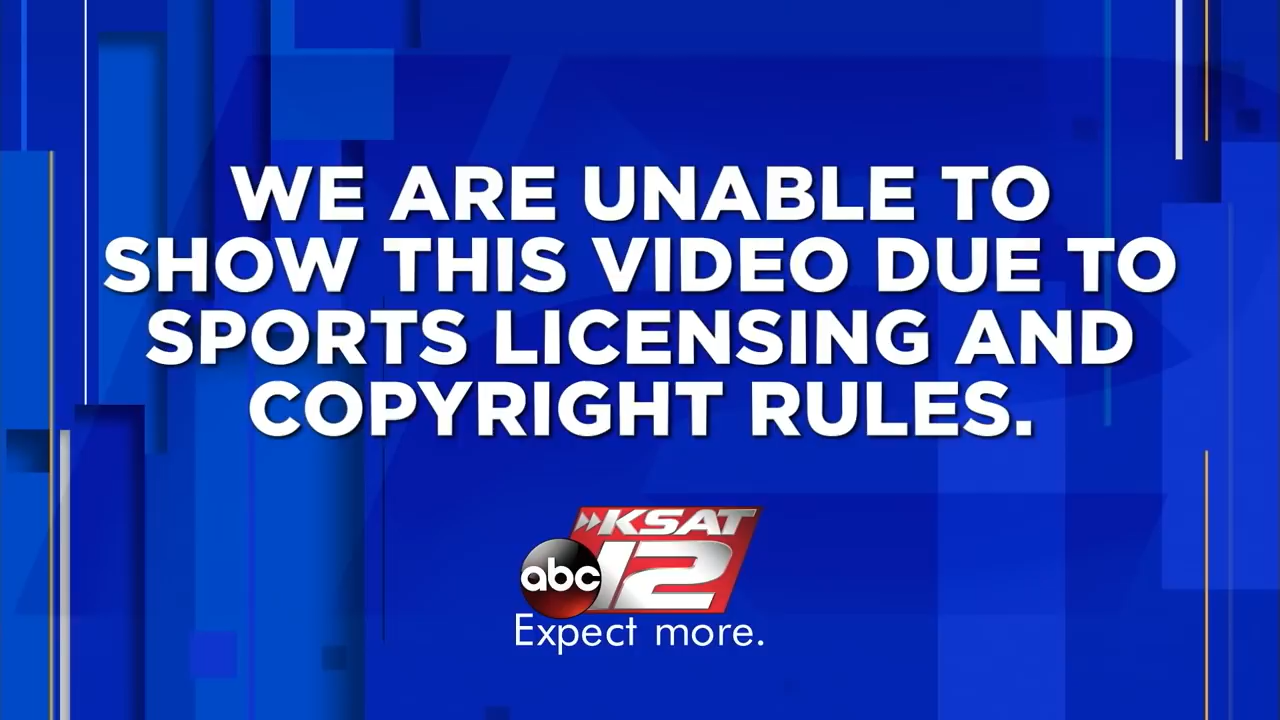 WE ARE UNABLE TO
SHOW THIS VIDEO DUE TO
SPORTS LICENSING AND
COPYRIGHT RULES.
KSAT
abc 12
Expect more.